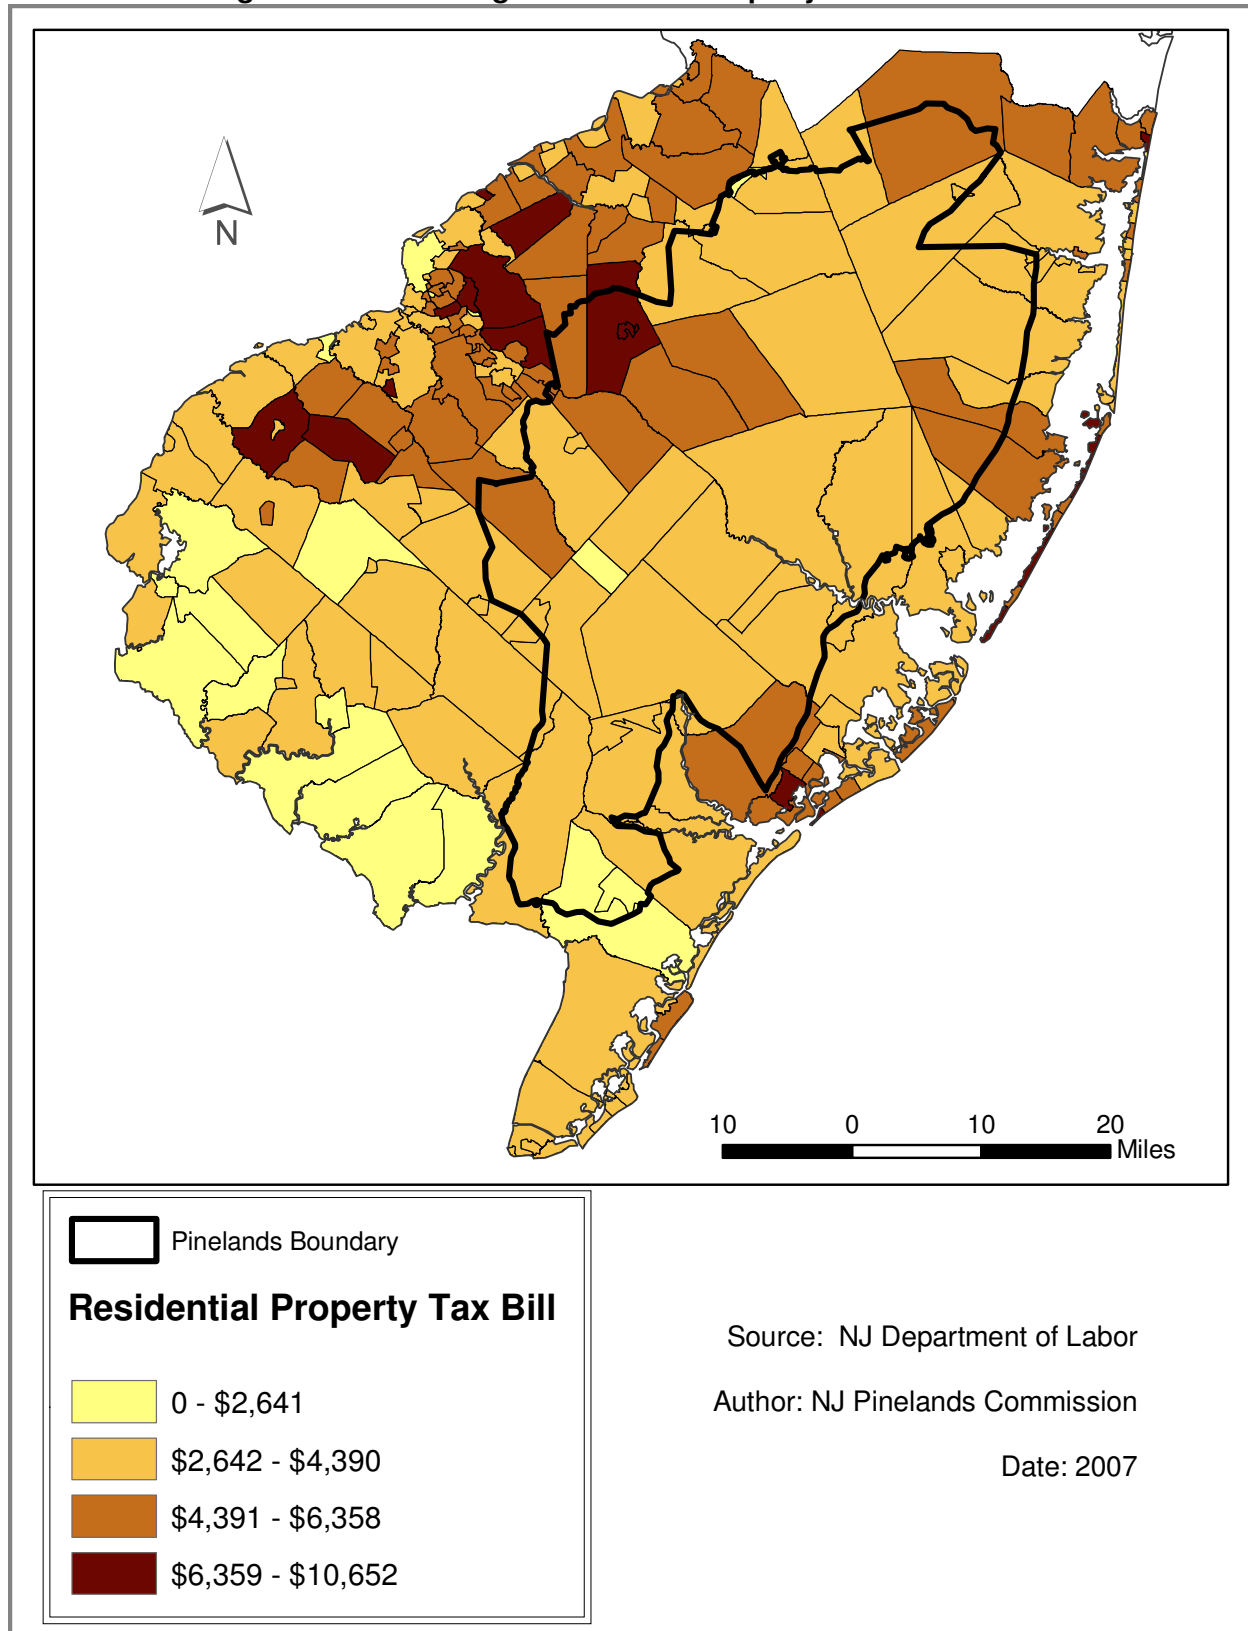 N
10 0 10 20
Miles
Pinelands Boundary
Residential Property Tax Bill
0 - $2,641
$2,642 - $4,390
$4,391 - $6,358
$6,359 - $10,652
Source: NJ Department of Labor
Author: NJ Pinelands Commission
Date: 2007